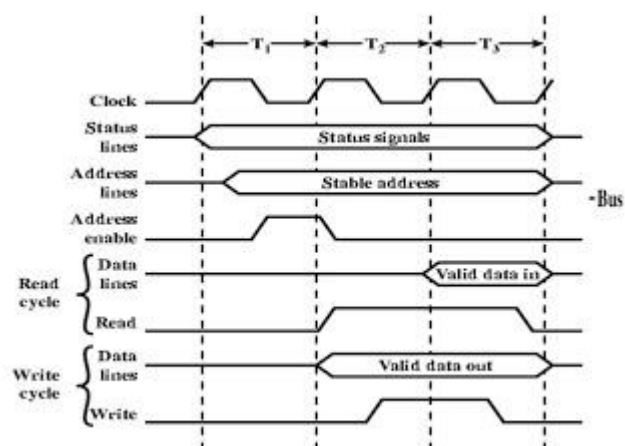 T1 T2 T3
Clock
Status
lines
Status signals
Address
lines
Stable address
-Bus
Address
enable
Read
cycle
Data
lines
Valid data in
Read
Write
cycle
Data
lines
Valid data out
Write